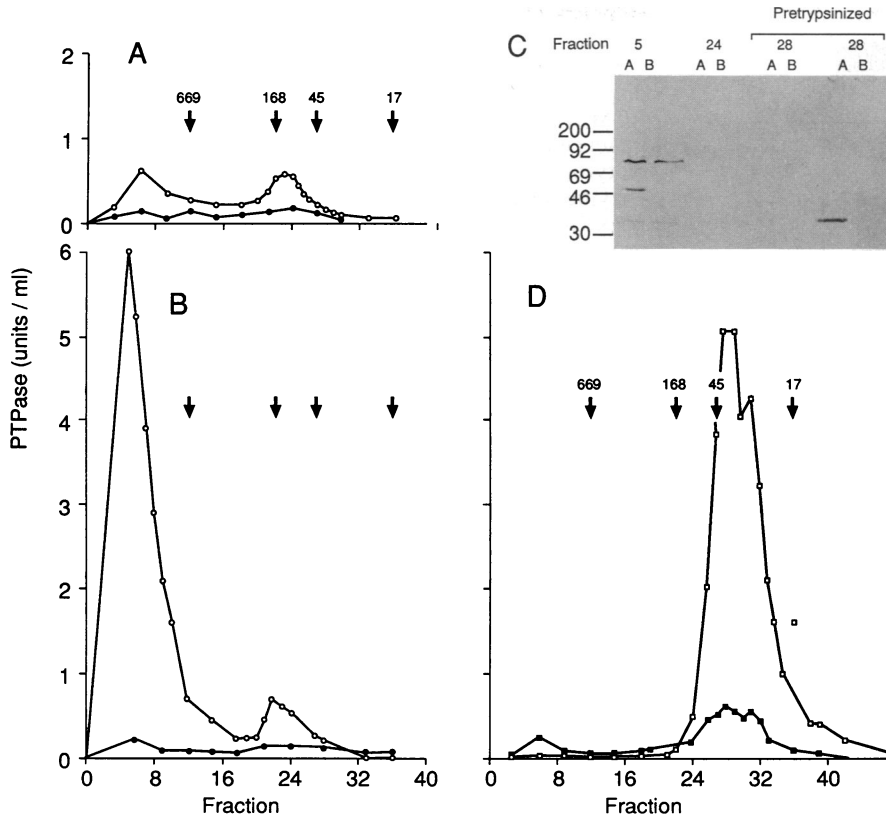 A
2
1
0
669
168
45
17
C
Pretrypsinized
Fraction 5 24 28 28
A B A B A B A B
200
92
69
46
30
PTPase (units / ml)
B
6
5
4
3
2
1
0
0 8 16 24 32 40
Fraction
D
669
168
45
17
0 8 16 24 32 40
Fraction